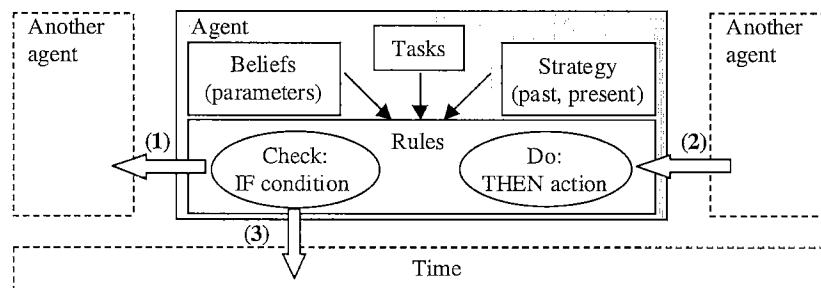 Another
agent
Agent
Tasks
Beliefs
(parameters)
Strategy
(past, present)
Another
agent
(1)
Rules
(2)
Check:
IF condition
Do:
THEN action
(3)
Time